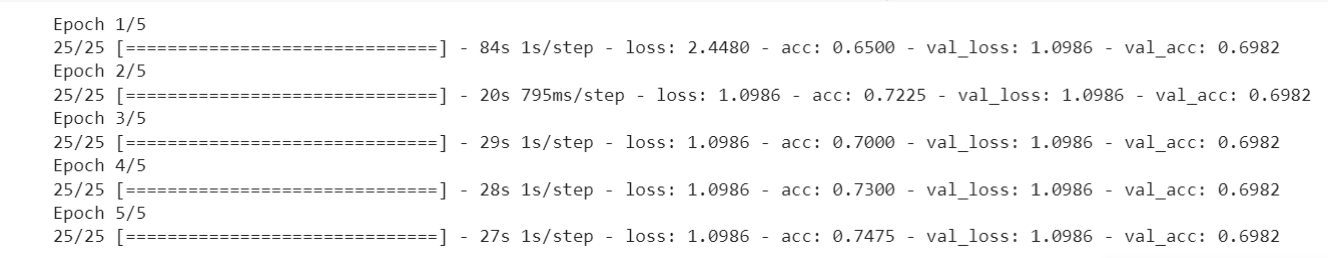 Epoch 1/5
25/25 [==============================] - 84s 1s/step - loss: 2.4480 - acc: 0.6500 - val_loss: 1.0986 - val_acc: 0.6982
Epoch 2/5
25/25 [==============================] - 20s 795ms/step - loss: 1.0986 - acc: 0.7225 - val_loss: 1.0986 - val_acc: 0.6982
Epoch 3/5
25/25 [==============================] - 29s 1s/step - loss: 1.0986 - acc: 0.7000 - val_loss: 1.0986 - val_acc: 0.6982
Epoch 4/5
25/25 [==============================] - 28s 1s/step - loss: 1.0986 - acc: 0.7300 - val_loss: 1.0986 - val_acc: 0.6982
Epoch 5/5
25/25 [==============================] - 27s 1s/step - loss: 1.0986 - acc: 0.7475 - val_loss: 1.0986 - val_acc: 0.6982